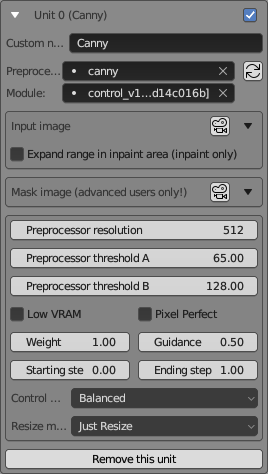 Unit 0 (Canny)
Custom n... Canny
Preproce... canny
Module: control_v1...d14c016b]
Input image
Expand range in inpaint area (inpaint only)
Mask image (advanced users only!)
Preprocessor resolution 512
Preprocessor threshold A 65.00
Preprocessor threshold B 128.00
Low VRAM Pixel Perfect
Weight 1.00 Guidance 0.50
Starting ste 0.00 Ending step 1.00
Control ... Balanced
Resize m... Just Resize
Remove this unit